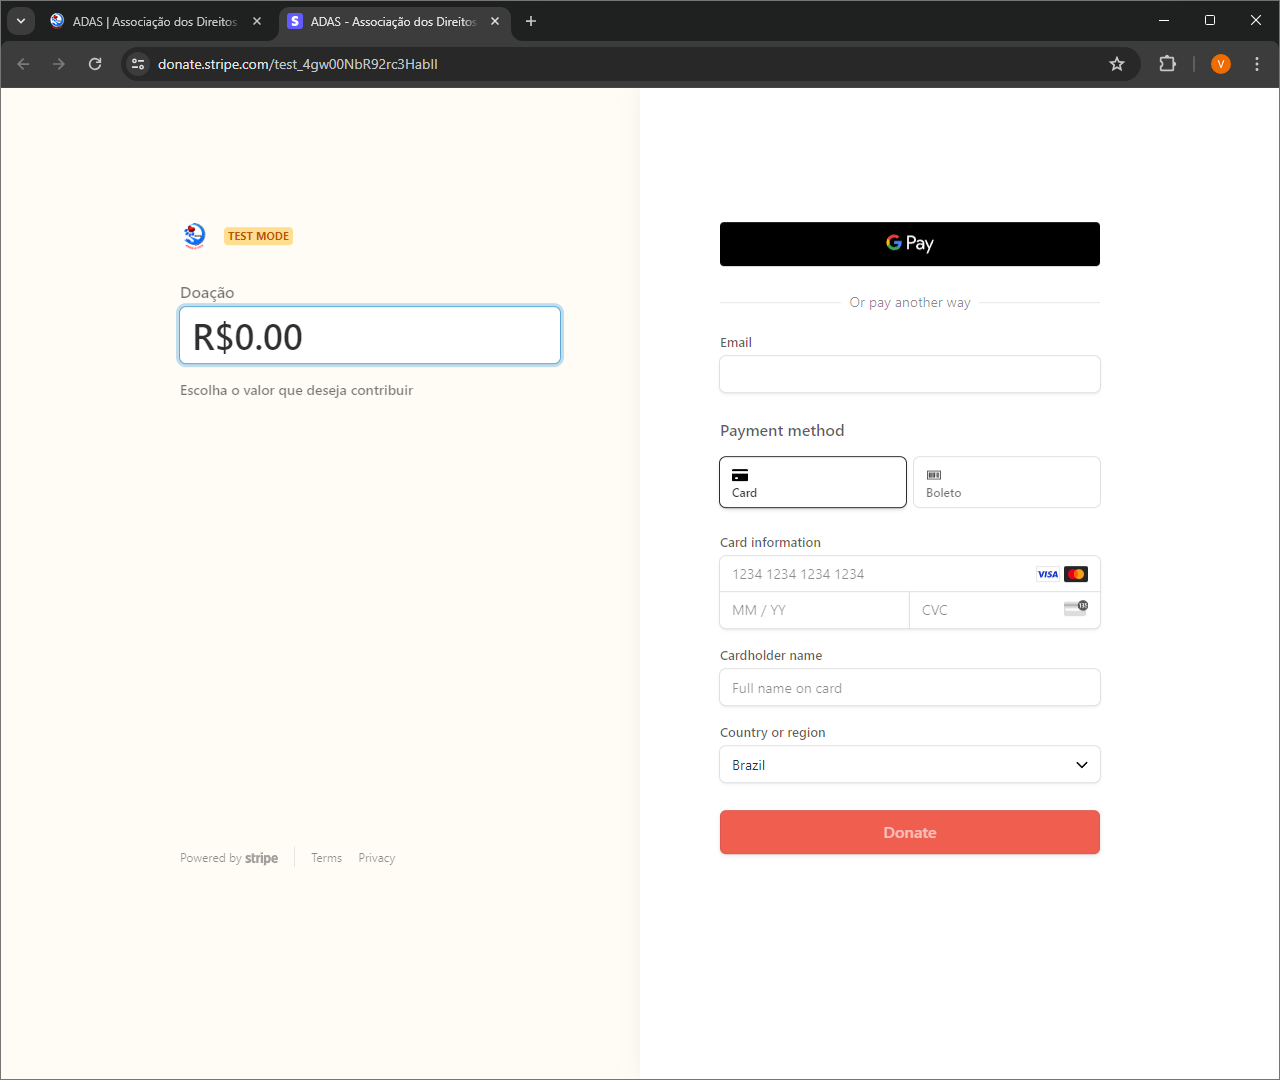 ADAS | Associação dos Direitos
ADAS - Associação dos Direitos
donate.stripe.com/test_4gw00NbR92rc3HabII
V
TEST MODE
Doação
R$0.00
Escolha o valor que deseja contribuir
Powered by stripe
Terms
Privacy
G Pay
Or pay another way
Email
Payment method
Card
Boleto
Card information
1234 1234 1234 1234
VISA
MM / YY
CVC
135
Cardholder name
Full name on card
Country or region
Brazil
Donate